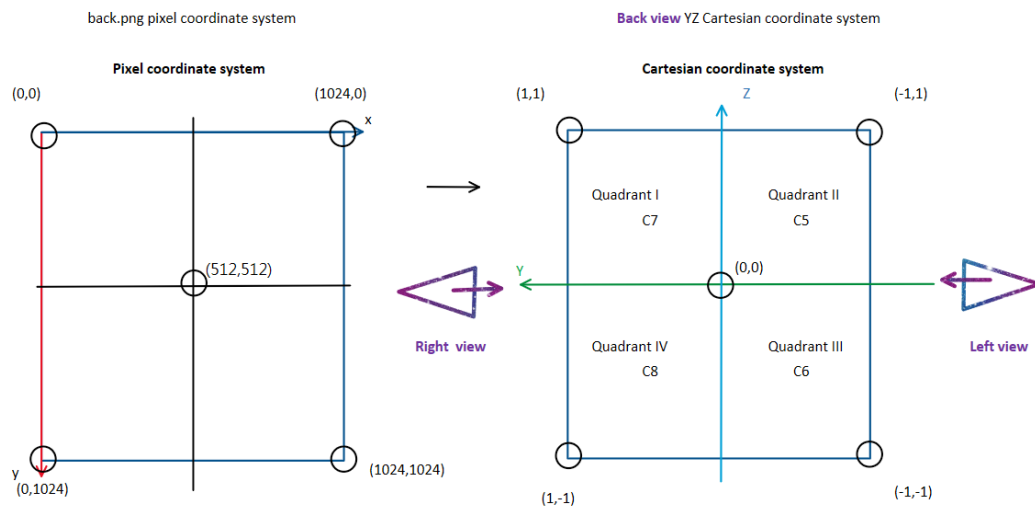 back.png pixel coordinate system
Back view YZ Cartesian coordinate system
Pixel coordinate system
Cartesian coordinate system
(0,0)
(1024,0)
(1,1)
Z
(-1,1)
x
Quadrant I
Quadrant II
C7
C5
(512,512)
Y
(0,0)
Right view
Quadrant IV
Quadrant III
Left view
C8
C6
y
(0,1024)
(1024,1024)
(1,-1)
(-1,-1)